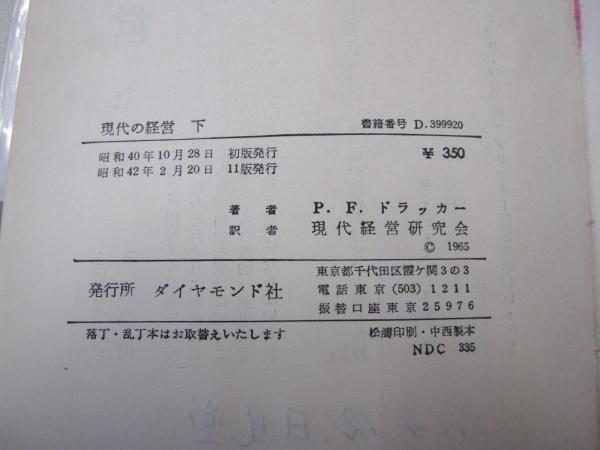 現代の経営 下
書籍番号 D.399920
昭和40年10月28日 初版発行
昭和42年2月20日 11版発行
¥ 350
著者 P. F. ドラッカー
訳者 現代経営研究会
© 1965
発行所 ダイヤモンド社
東京都千代田区霞ケ関3の3
電話東京(503)1211
振替口座東京25976
落丁・乱丁本はお取替えいたします
松濤印刷・中西製本
NDC 335